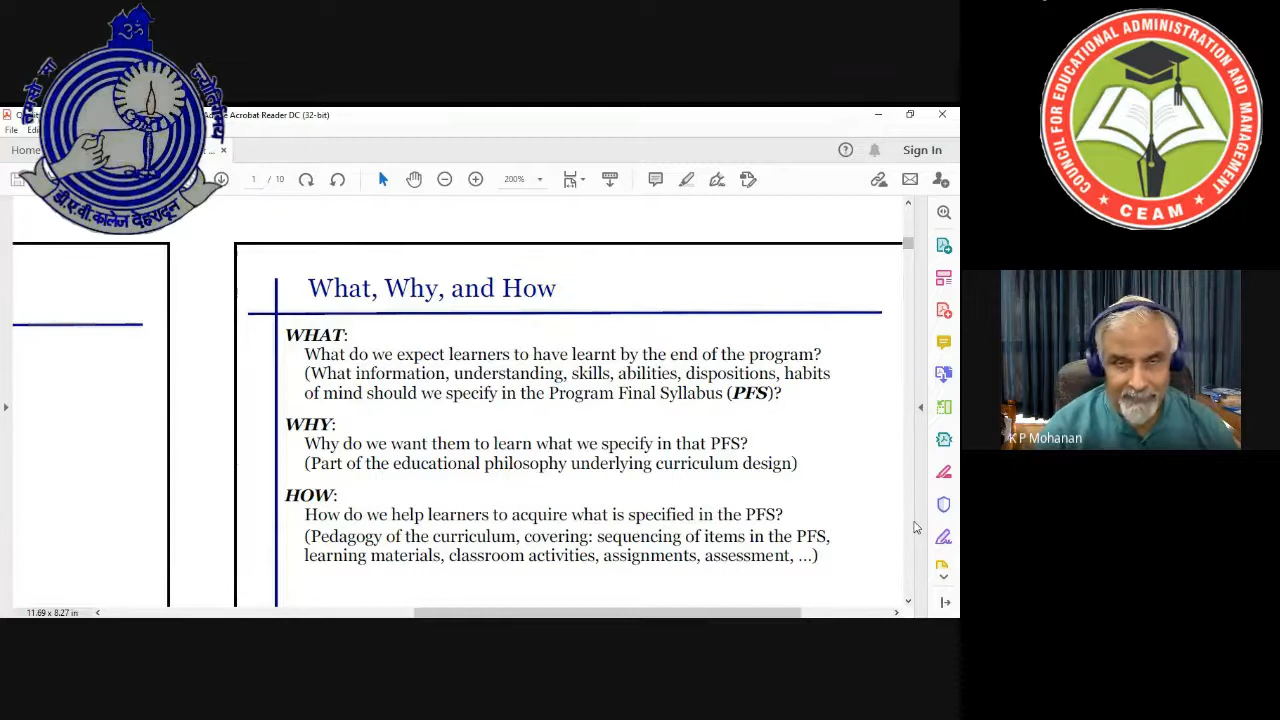 COUNCIL FOR EDUCATIONAL ADMINISTRATION AND MANAGEMENT
CEAM
डी.ए.वी कालेज देहरादून
Acrobat Reader DC (32-bit)
File
Home
Sign In
1 / 10
200%
What, Why, and How
WHAT:
What do we expect learners to have learnt by the end of the program?
(What information, understanding, skills, abilities, dispositions, habits
of mind should we specify in the Program Final Syllabus (PFS)?
WHY:
Why do we want them to learn what we specify in that PFS?
(Part of the educational philosophy underlying curriculum design)
HOW:
How do we help learners to acquire what is specified in the PFS?
(Pedagogy of the curriculum, covering: sequencing of items in the PFS,
learning materials, classroom activities, assignments, assessment, ...)
11.69 x 8.27 in
K P Mohanan